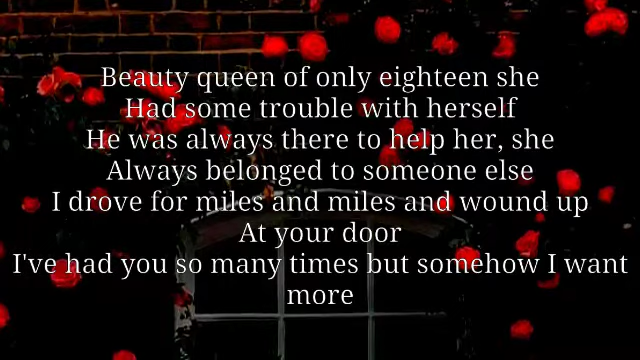 Beauty queen of only eighteen she
Had some trouble with herself
He was always there to help her, she
Always belonged to someone else
I drove for miles and miles and wound up
At your door
I've had you so many times but somehow I want
more